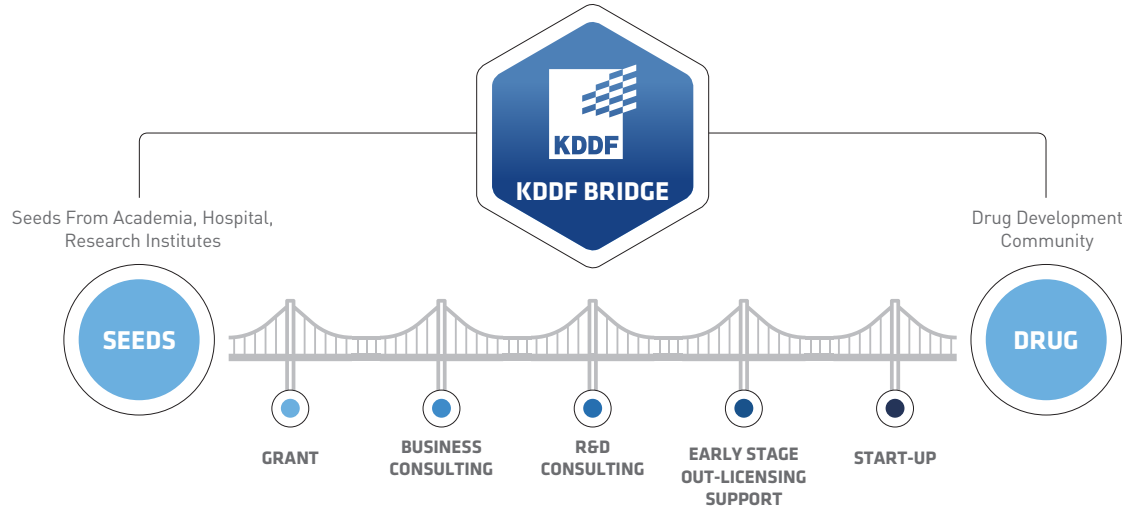 KDDF
KDDF BRIDGE
Seeds From Academia, Hospital,
Research Institutes
Drug Development
Community
SEEDS
DRUG
GRANT
BUSINESS
CONSULTING
R&D
CONSULTING
EARLY STAGE
OUT-LICENSING
SUPPORT
START-UP